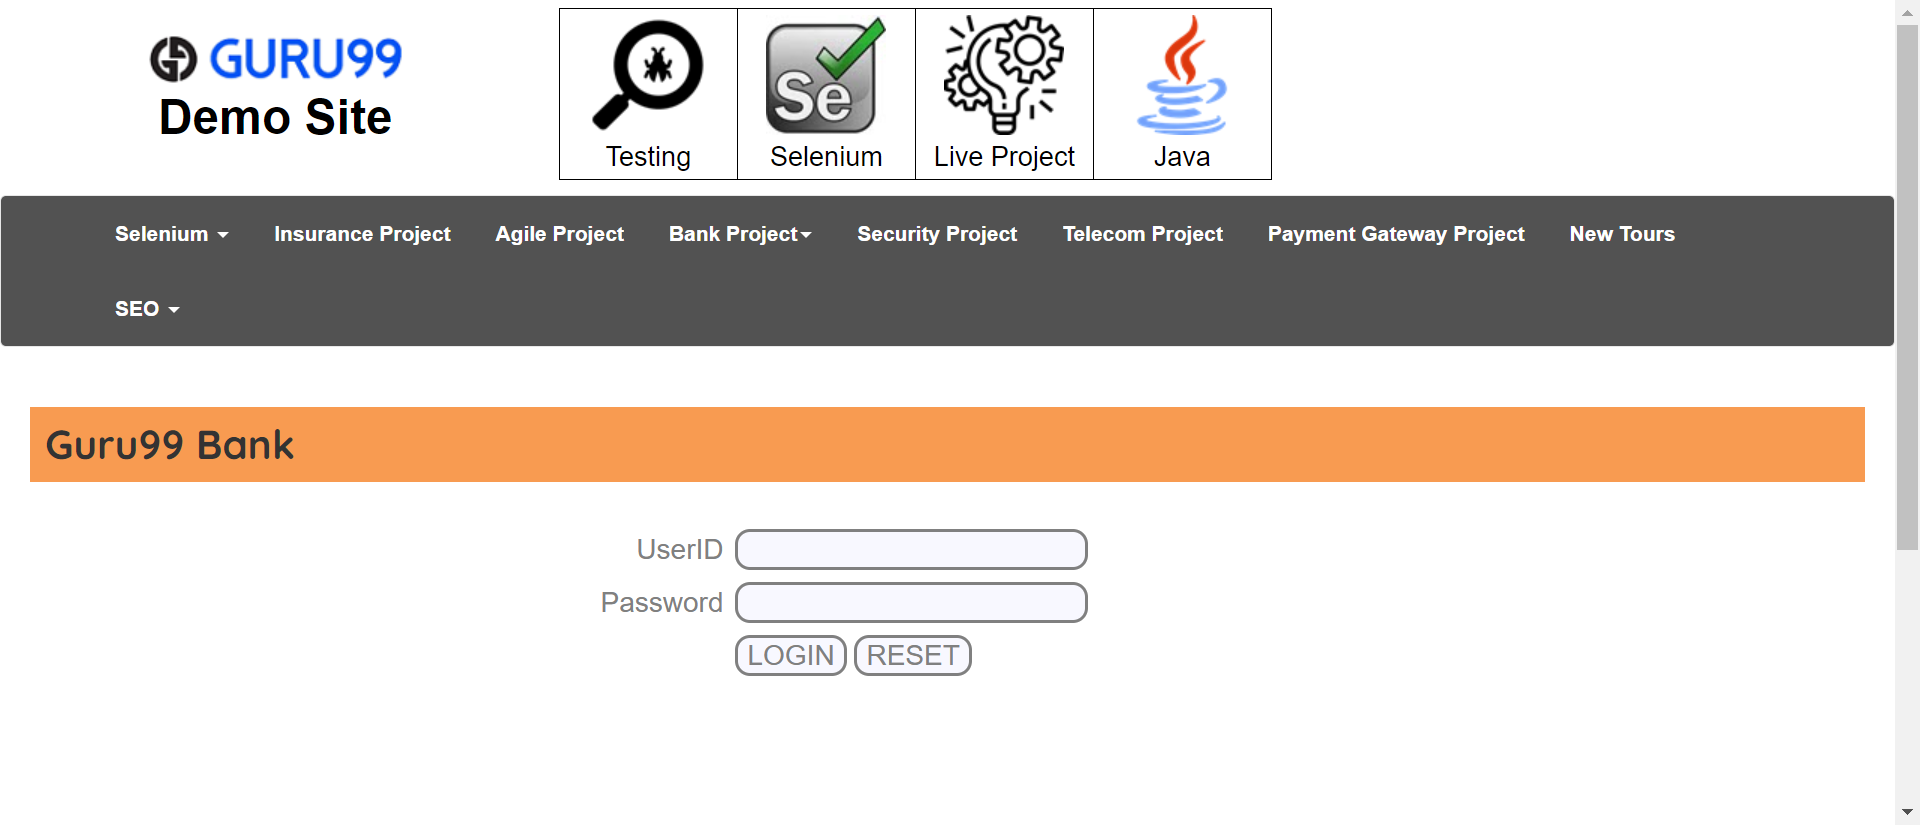 GURU99
Demo Site
Testing
Se
Selenium
Live Project
Java
Selenium
Insurance Project
Agile Project
Bank Project
Security Project
Telecom Project
Payment Gateway Project
New Tours
SEO
Guru99 Bank
UserID
Password
LOGIN
RESET